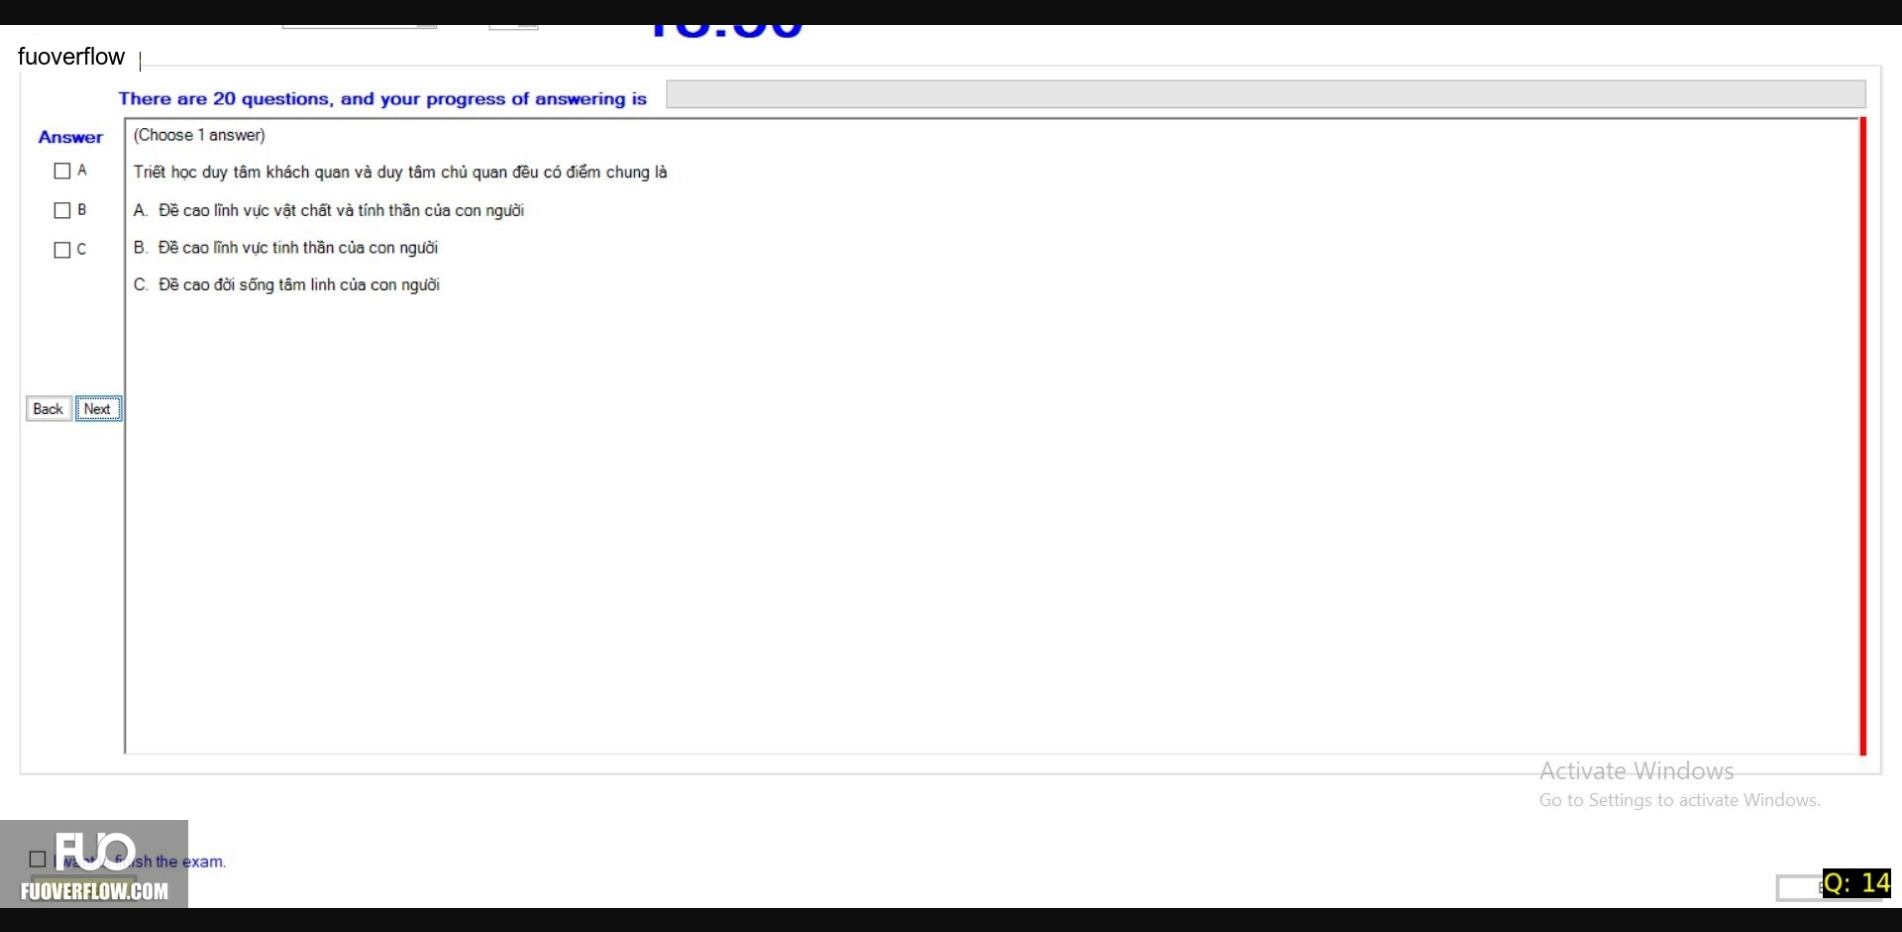 fuoverflow
There are 20 questions, and your progress of answering is
Answer
(Choose 1 answer)
A
Triết học duy tâm khách quan và duy tâm chủ quan đều có điểm chung là
B
A. Đề cao lĩnh vực vật chất và tính thần của con người
C
B. Đề cao lĩnh vực tinh thần của con người
C. Đề cao đời sống tâm linh của con người
Back Next
Activate Windows
Go to Settings to activate Windows.
FUO
I want finish the exam.
FUOVERFLOW.COM
Q: 14